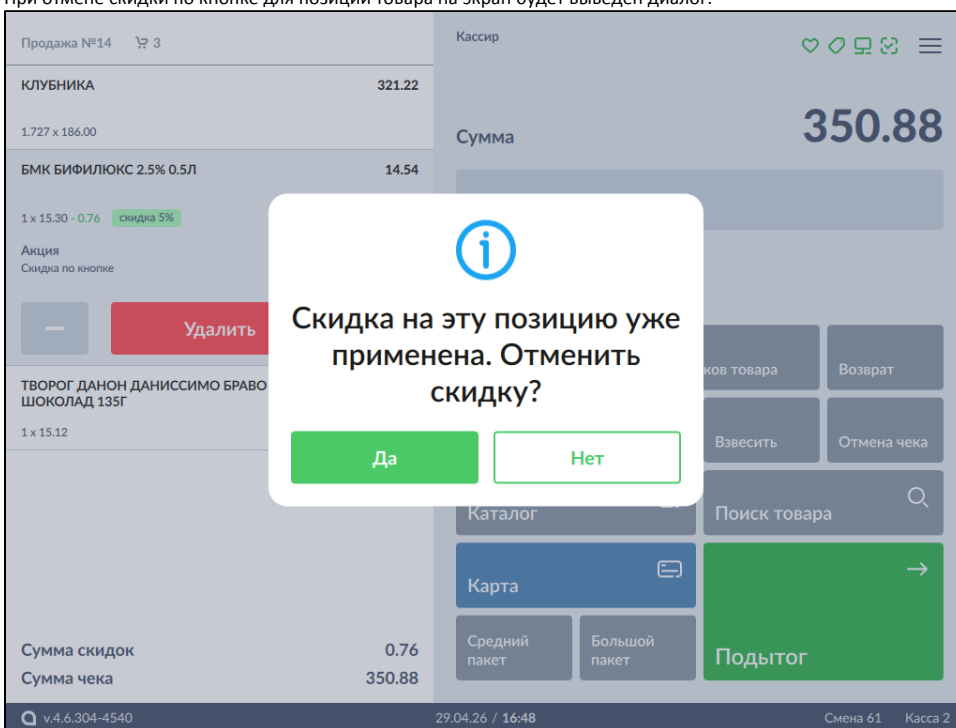 При отмене скидки по кнопке для позиции товара на экран будет выведен диалог:
Продажа №14 3
КЛУБНИКА 321.22
1.727 x 186.00
БМК БИФИЛЮКС 2.5% 0.5Л 14.54
1 x 15.30 - 0.76 скидка 5%
Акция
Скидка по кнопке
Удалить
ТВОРОГ ДАНОН ДАНИССИМО БРАВО
ШОКОЛАД 135Г
1 x 15.12
Сумма скидок 0.76
Сумма чека 350.88
Кассир
Сумма 350.88
Скидка на эту позицию уже
применена. Отменить
скидку?
Да Нет
ков товара Возврат
Взвесить Отмена чека
Каталог Поиск товара
Карта
Средний
пакет
Большой
пакет
Подытог
v.4.6.304-4540 29.04.26 / 16:48 Смена 61 Касса 2